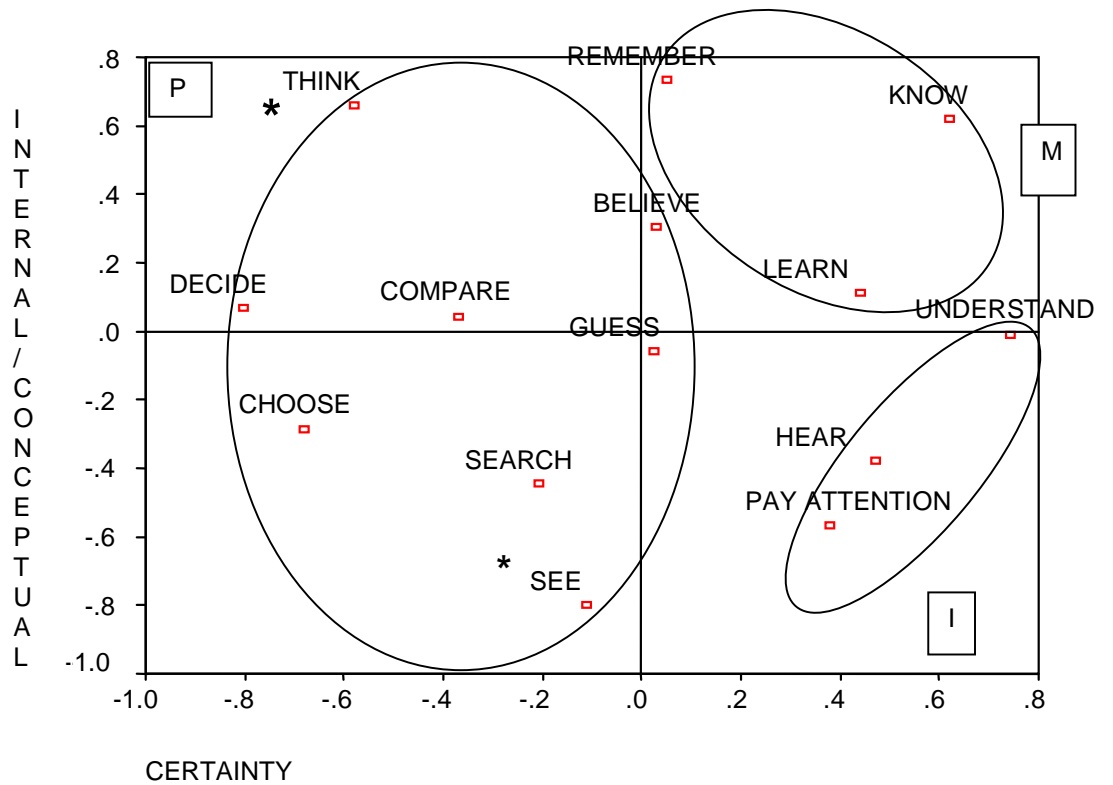 INTERNAL/CONCEPTUAL
.8
.6
.4
.2
.0
-.2
-.4
-.6
-.8
-1.0
P
THINK
*
REMEMBER
KNOW
M
BELIEVE
DECIDE
COMPARE
LEARN
GUESS
UNDERSTAND
CHOOSE
SEARCH
HEAR
PAY ATTENTION
*
SEE
I
-1.0 -.8 -.6 -.4 -.2 .0 .2 .4 .6 .8
CERTAINTY